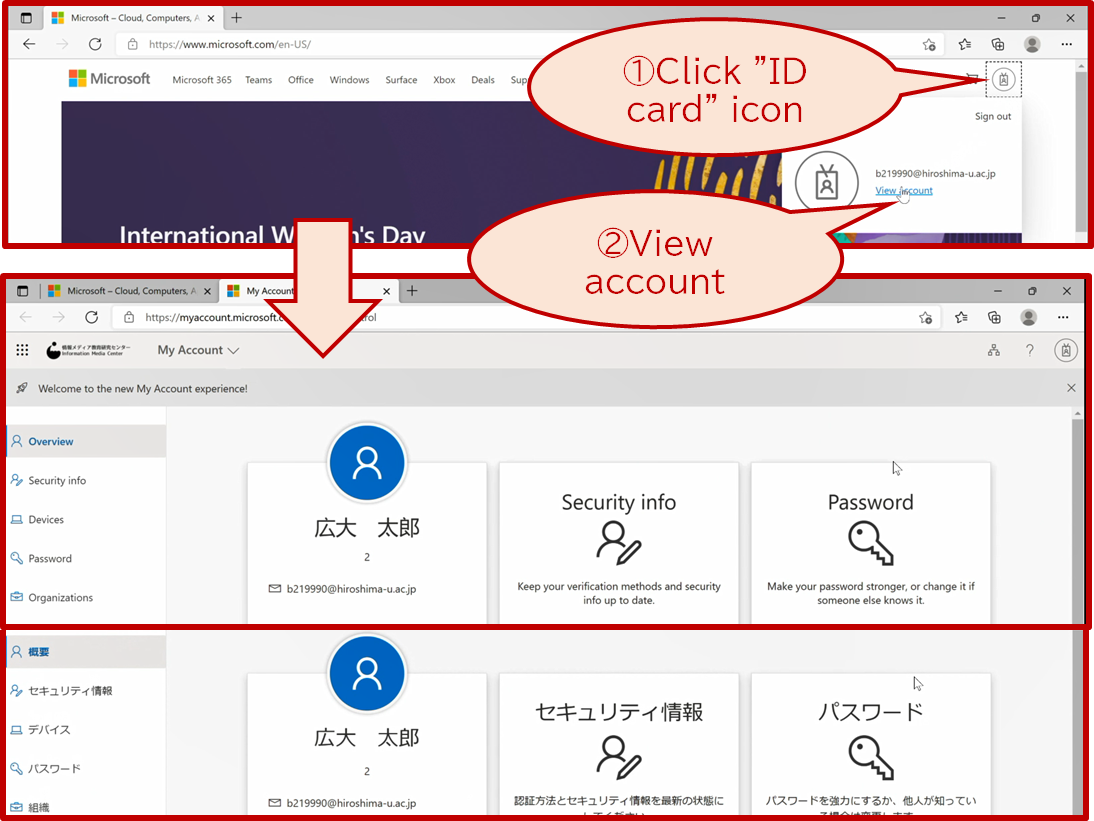 Microsoft – Cloud, Computers, A
https://www.microsoft.com/en-US/
Microsoft
Microsoft 365 Teams Office Windows Surface Xbox Deals
①Click ”ID
card” icon
Sign out
b219990@hiroshima-u.ac.jp
View account
International W
n's Day
②View
account
Microsoft – Cloud, Computers, A
My Account
https://myaccount.microsoft.c
情報メディア教育研究センター
Information Media Center
My Account
?
Welcome to the new My Account experience!
Overview
Security info
Devices
Password
Organizations
広大 太郎
2
b219990@hiroshima-u.ac.jp
Security info
Keep your verification methods and security
info up to date.
Password
Make your password stronger, or change it if
someone else knows it.
概要
セキュリティ情報
デバイス
パスワード
組織
広大 太郎
2
b219990@hiroshima-u.ac.jp
セキュリティ情報
認証方法とセキュリティ情報を最新の状態に
パスワード
パスワードを強力にするか、他人が知ってい